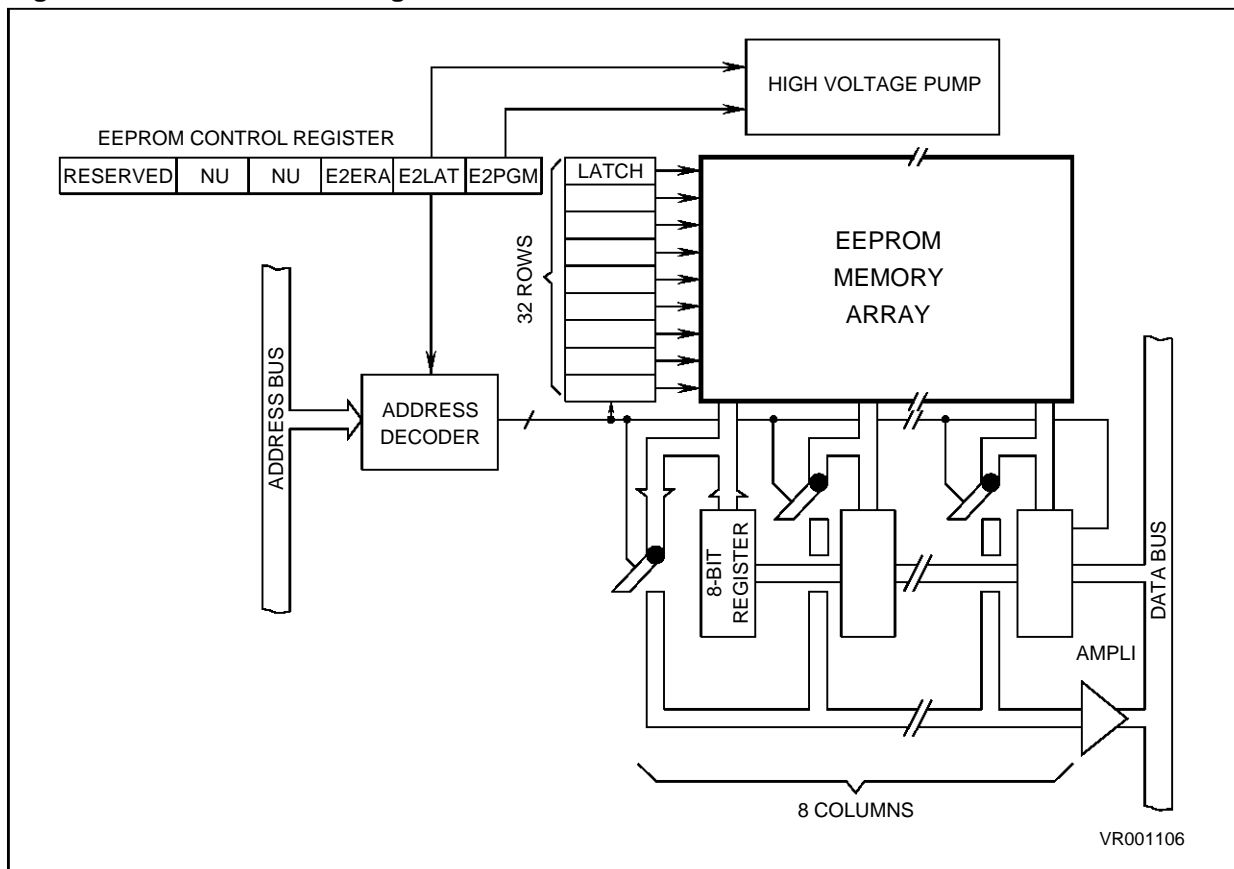 HIGH VOLTAGE PUMP
EEPROM CONTROL REGISTER
RESERVED NU NU E2ERA E2LAT E2PGM
LATCH
32 ROWS
EEPROM
MEMORY
ARRAY
ADDRESS BUS
ADDRESS
DECODER
8-BIT
REGISTER
DATA BUS
AMPLI
8 COLUMNS
VR001106